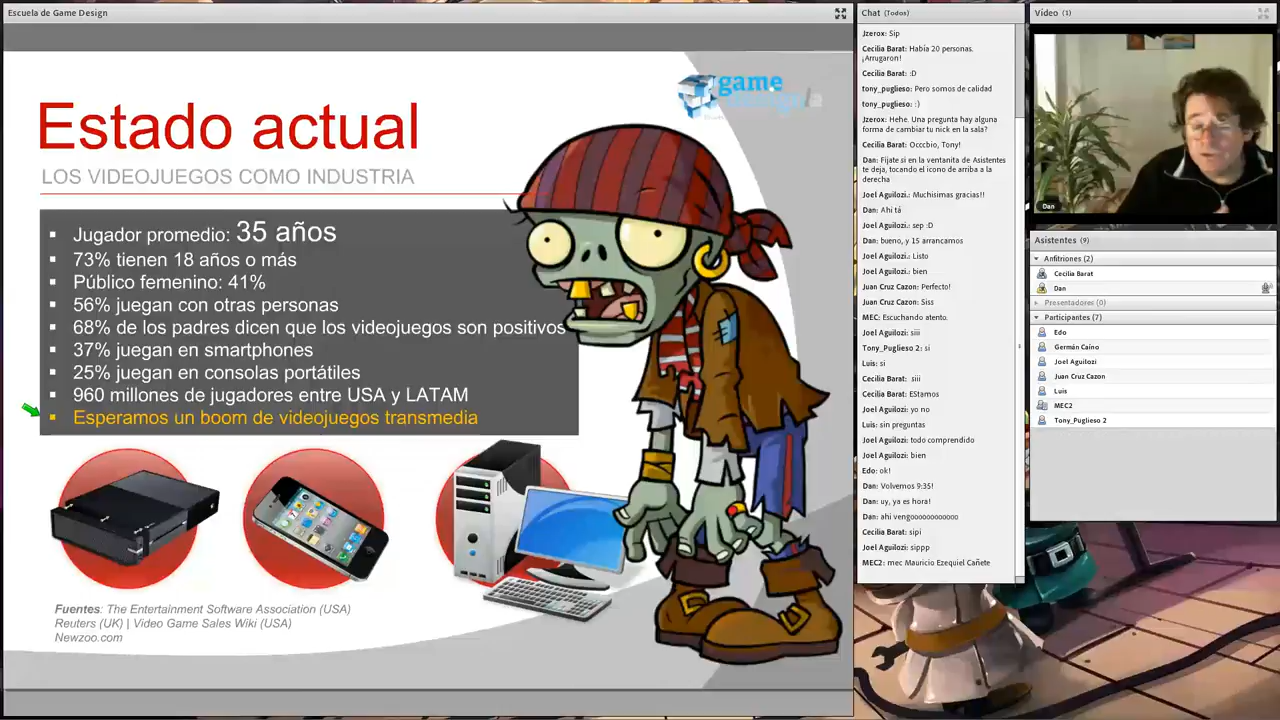 Escuela de Game Design
game
design.la
Estado actual
LOS VIDEOJUEGOS COMO INDUSTRIA
Jugador promedio: 35 años
73% tienen 18 años o más
Público femenino: 41%
56% juegan con otras personas
68% de los padres dicen que los videojuegos son positivos
37% juegan en smartphones
25% juegan en consolas portátiles
960 millones de jugadores entre USA y LATAM
Esperamos un boom de videojuegos transmedia
Fuentes: The Entertainment Software Association (USA)
Reuters (UK) | Video Game Sales Wiki (USA)
Newzoo.com
Chat (Todos)
Jzerox: Sip
Cecilia Barat: Había 20 personas.
¡Arrugaron!
Cecilia Barat: :D
tony_puglieso: Pero somos de calidad
tony_puglieso: :)
Jzerox: Hehe. Una pregunta hay alguna
forma de cambiar tu nick en la sala?
Cecilia Barat: Occcbio, Tony!
Dan: Fijate si en la ventanita de Asistentes
te deja, tocando el icono de arriba a la
derecha
Joel Aguilozi.: Muchisimas gracias!!
Dan: Ahi tá
Joel Aguilozi.: sep :D
Dan: bueno, y 15 arrancamos
Joel Aguilozi: Listo
Joel Aguilozi.: bien
Juan Cruz Cazon: Perfecto!
Juan Cruz Cazon: Siss
MEC: Escuchando atento.
Joel Aguilozi: siii
Tony_Puglieso 2: si
Luis: si
Cecilia Barat: siii
Cecilia Barat: EStamos
Joel Aguilozi: yo no
Luis: sin preguntas
Joel Aguilozi: todo comprendido
Joel Aguilozi: bien
Edo: ok!
Dan: Volvemos 9:35!
Dan: uy, ya es hora!
Dan: ahi vengooooooooooo
Cecilia Barat: sipi
Joel Aguilozi: sippp
MEC2: mec Mauricio Ezequiel Cañete
Vídeo (1)
Dan
Asistentes (9)
Anfitriones (2)
Cecilia Barat
Dan
Presentadores (0)
Participantes (7)
Edo
Germán Caíno
Joel Aguilozi
Juan Cruz Cazon
Luis
MEC2
Tony_Puglieso 2